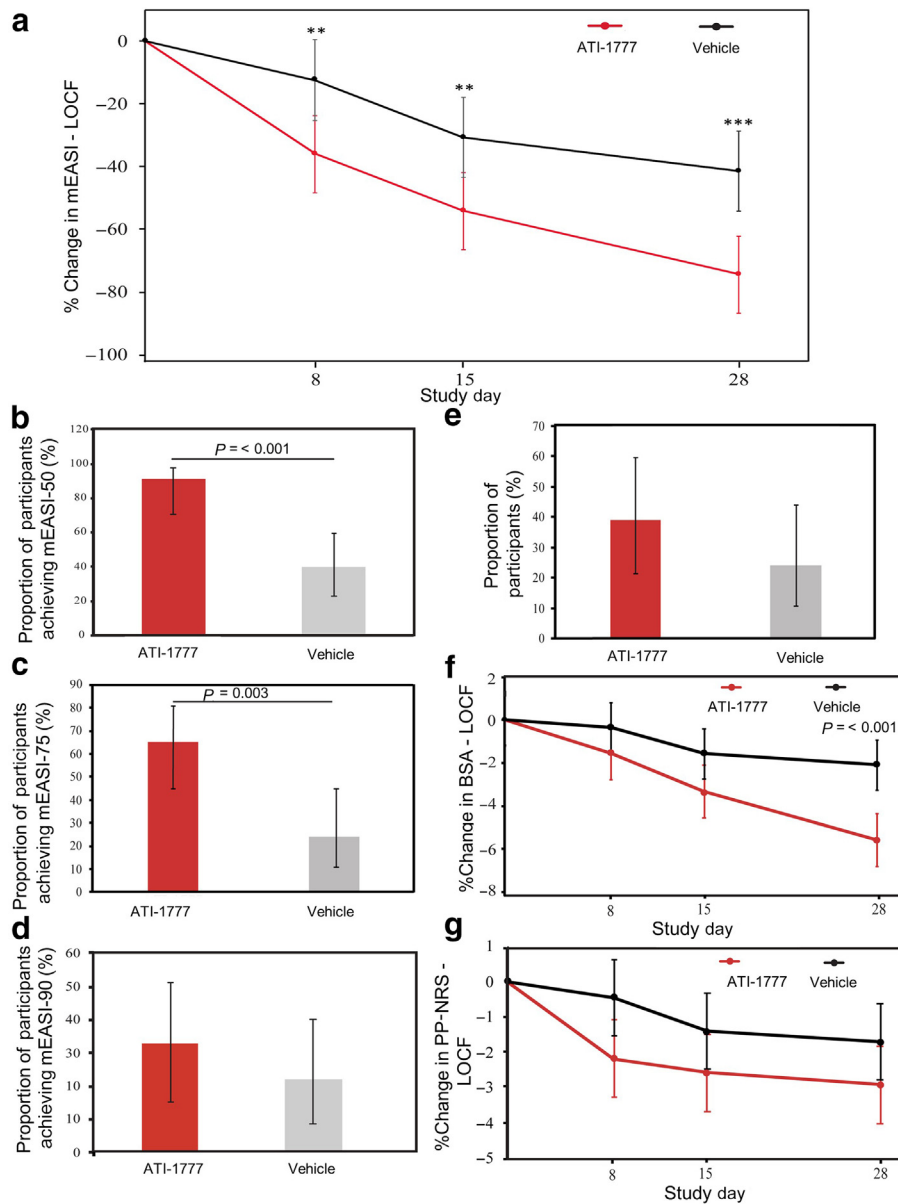 a
ATI-1777
Vehicle
% Change in mEASI - LOCF
0
−20
−40
−60
−80
−100
**
**
***
8
15
28
Study day
b
Proportion of participants
achieving mEASI-50 (%)
120
100
80
60
40
20
0
P = < 0.001
ATI-1777
Vehicle
c
Proportion of participants
achieving mEASI-75 (%)
90
80
70
60
50
40
30
20
10
0
P = 0.003
ATI-1777
Vehicle
d
Proportion of participants
achieving mEASI-90 (%)
60
50
40
30
10
10
0
ATI-1777
Vehicle
e
Proportion of
participants (%)
70
60
50
40
30
20
10
0
ATI-1777
Vehicle
f
%Change in BSA - LOCF
2
0
−2
−4
−6
−8
ATI-1777
Vehicle
P = < 0.001
8
15
28
Study day
g
%Change in PP-NRS -
LOCF
1
0
−1
−2
−3
−4
−5
ATI-1777
Vehicle
8
15
28
Study day